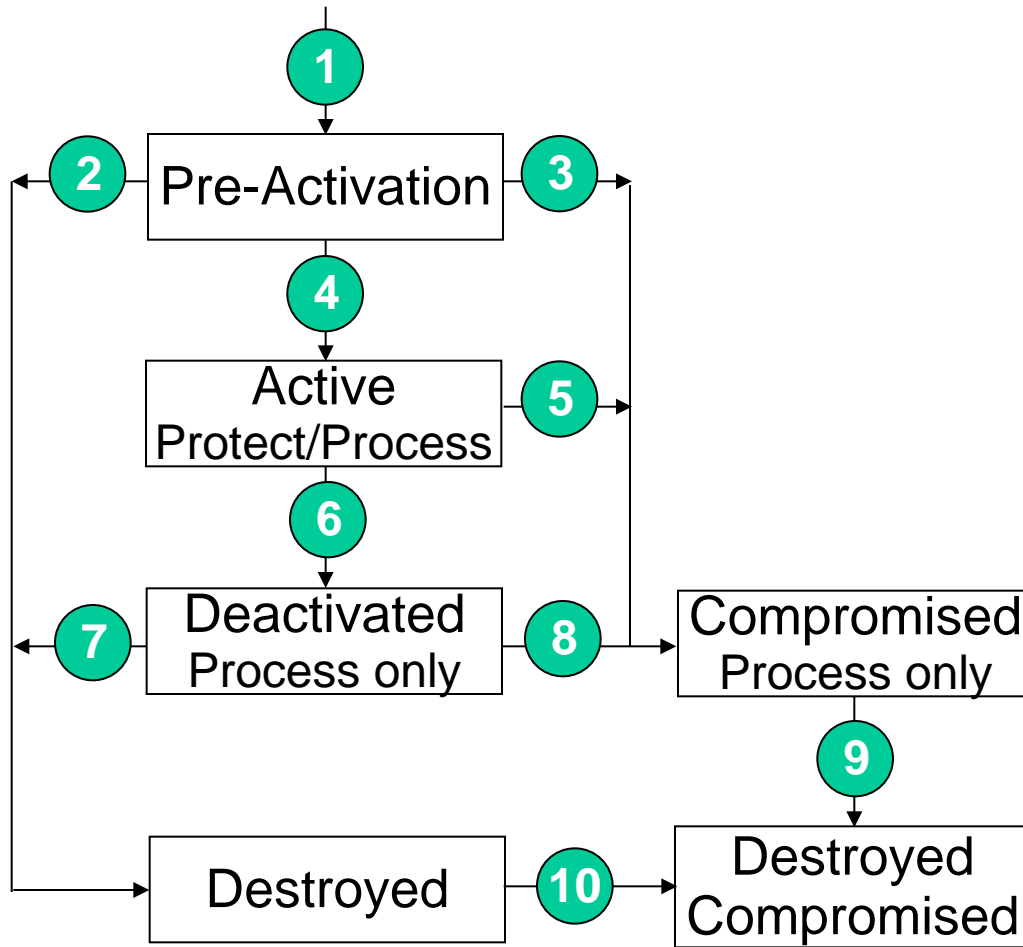 1
2
Pre-Activation
3
4
Active
Protect/Process
5
6
7
Deactivated
Process only
8
Compromised
Process only
9
Destroyed
10
Destroyed
Compromised